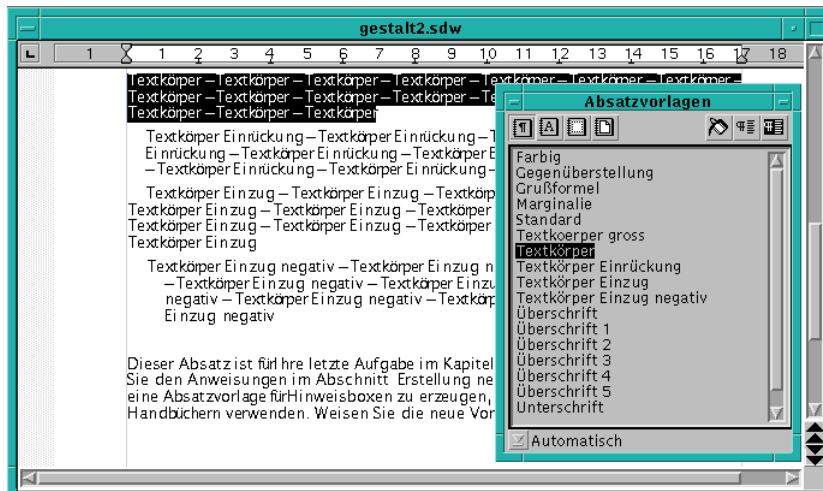 gestalt2.sdw
1 1 2 3 4 5 6 7 8 9 10 11 12 13 14 15 16 17 18
Textkörper – Textkörper – Textkörper – Textkörper – Textkörper – Textkörper – Textkörper –
Textkörper – Textkörper – Textkörper – Textkörper – Te
Textkörper – Textkörper – Textkörper
Textkörper Einrückung – Textkörper Einrückung – T
Einrückung – Textkörper Einrückung – Textkörper E
– Textkörper Einrückung – Textkörper Einrückung –
Textkörper Einzug – Textkörper Einzug – Textkörp
Textkörper Einzug – Textkörper Einzug – Textkörper
Textkörper Einzug – Textkörper Einzug – Textkörper
Textkörper Einzug
Textkörper Einzug negativ – Textkörper Einzug n
– Textkörper Einzug negativ – Textkörper Einzu
negativ – Textkörper Einzug negativ – Textkörp
Einzug negativ
Dieser Absatz ist für Ihre letzte Aufgabe im Kapitel
Sie den Anweisungen im Abschnitt Erstellung ne
eine Absatzvorlage für Hinweisboxen zu erzeugen,
Handbüchern verwenden. Weisen Sie die neue Vor
Absatzvorlagen
Farbig
Gegenüberstellung
Grußformel
Marginalie
Standard
Textkoerper gross
Textkörper
Textkörper Einrückung
Textkörper Einzug
Textkörper Einzug negativ
Überschrift
Überschrift 1
Überschrift 2
Überschrift 3
Überschrift 4
Überschrift 5
Unterschrift
Automatisch